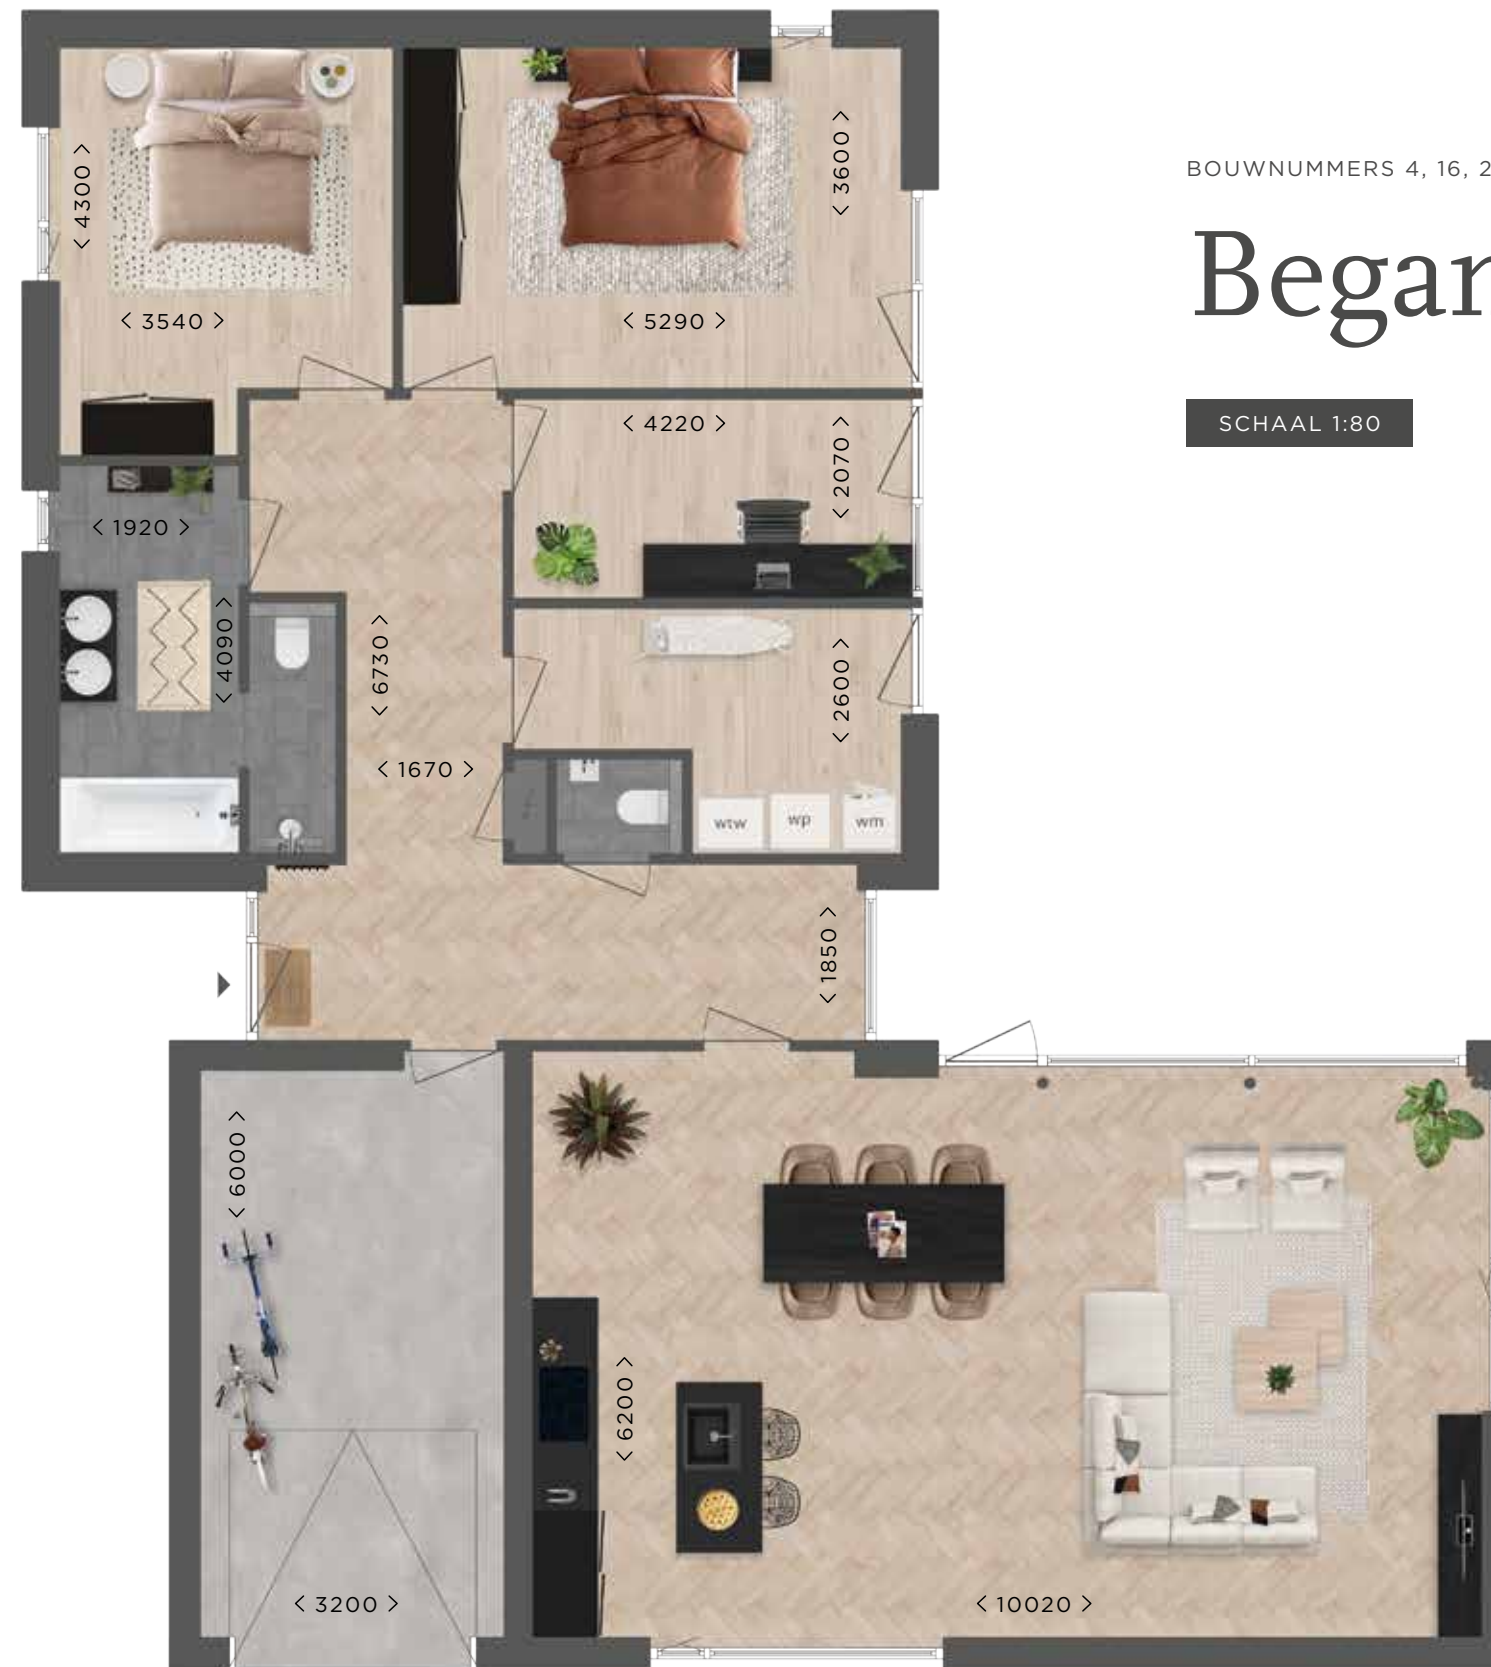 BOUWNUMMERS 4, 16, 2
Begar
SCHAAL 1:80
< 4300 >
< 3600 >
< 3540 >
< 5290 >
< 4220 >
< 2070 >
< 1920 >
< 4090 >
< 6730 >
< 2600 >
< 1670 >
wtw
wp
wm
< 1850 >
< 6000 >
< 6200 >
< 3200 >
< 10020 >